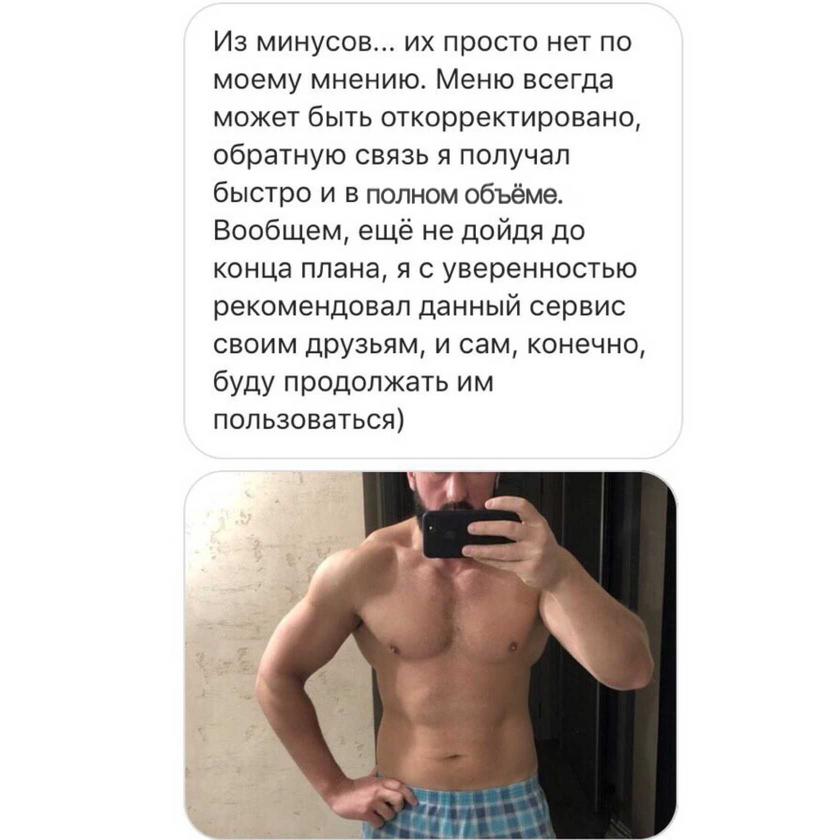 Из минусов... их просто нет по
моему мнению. Меню всегда
может быть откорректировано,
обратную связь я получал
быстро и в полном объёме.
Вообщем, ещё не дойдя до
конца плана, я с уверенностью
рекомендовал данный сервис
своим друзьям, и сам, конечно,
буду продолжать им
пользоваться)